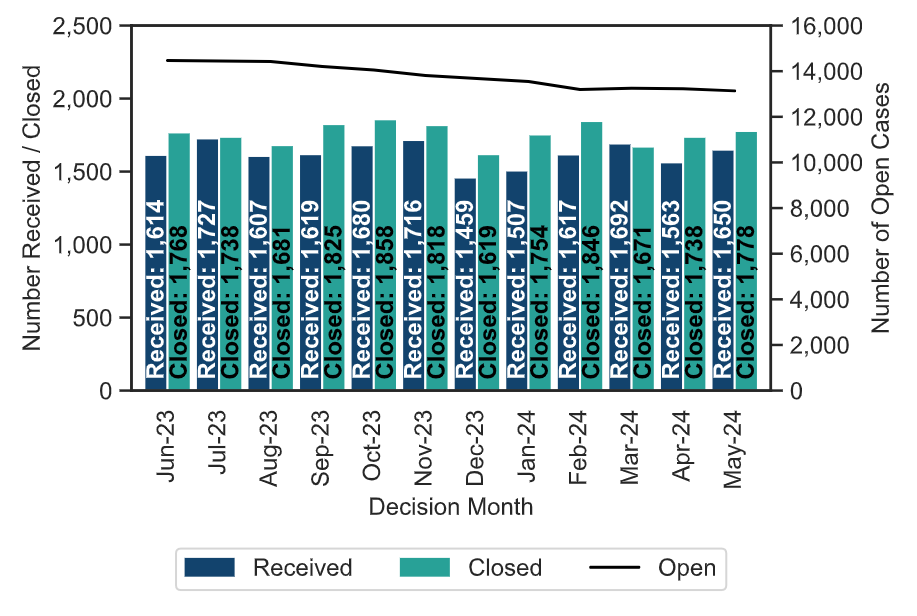 2,500
2,000
1,500
1,000
500
0
Number Received / Closed
16,000
14,000
12,000
10,000
8,000
6,000
4,000
2,000
0
Number of Open Cases
Received: 1,614
Closed: 1,768
Received: 1,727
Closed: 1,738
Received: 1,607
Closed: 1,681
Received: 1,619
Closed: 1,825
Received: 1,680
Closed: 1,858
Received: 1,716
Closed: 1,818
Received: 1,459
Closed: 1,619
Received: 1,507
Closed: 1,754
Received: 1,617
Closed: 1,846
Received: 1,692
Closed: 1,671
Received: 1,563
Closed: 1,738
Received: 1,650
Closed: 1,778
Jun-23
Jul-23
Aug-23
Sep-23
Oct-23
Nov-23
Dec-23
Jan-24
Feb-24
Mar-24
Apr-24
May-24
Decision Month
Received
Closed
Open